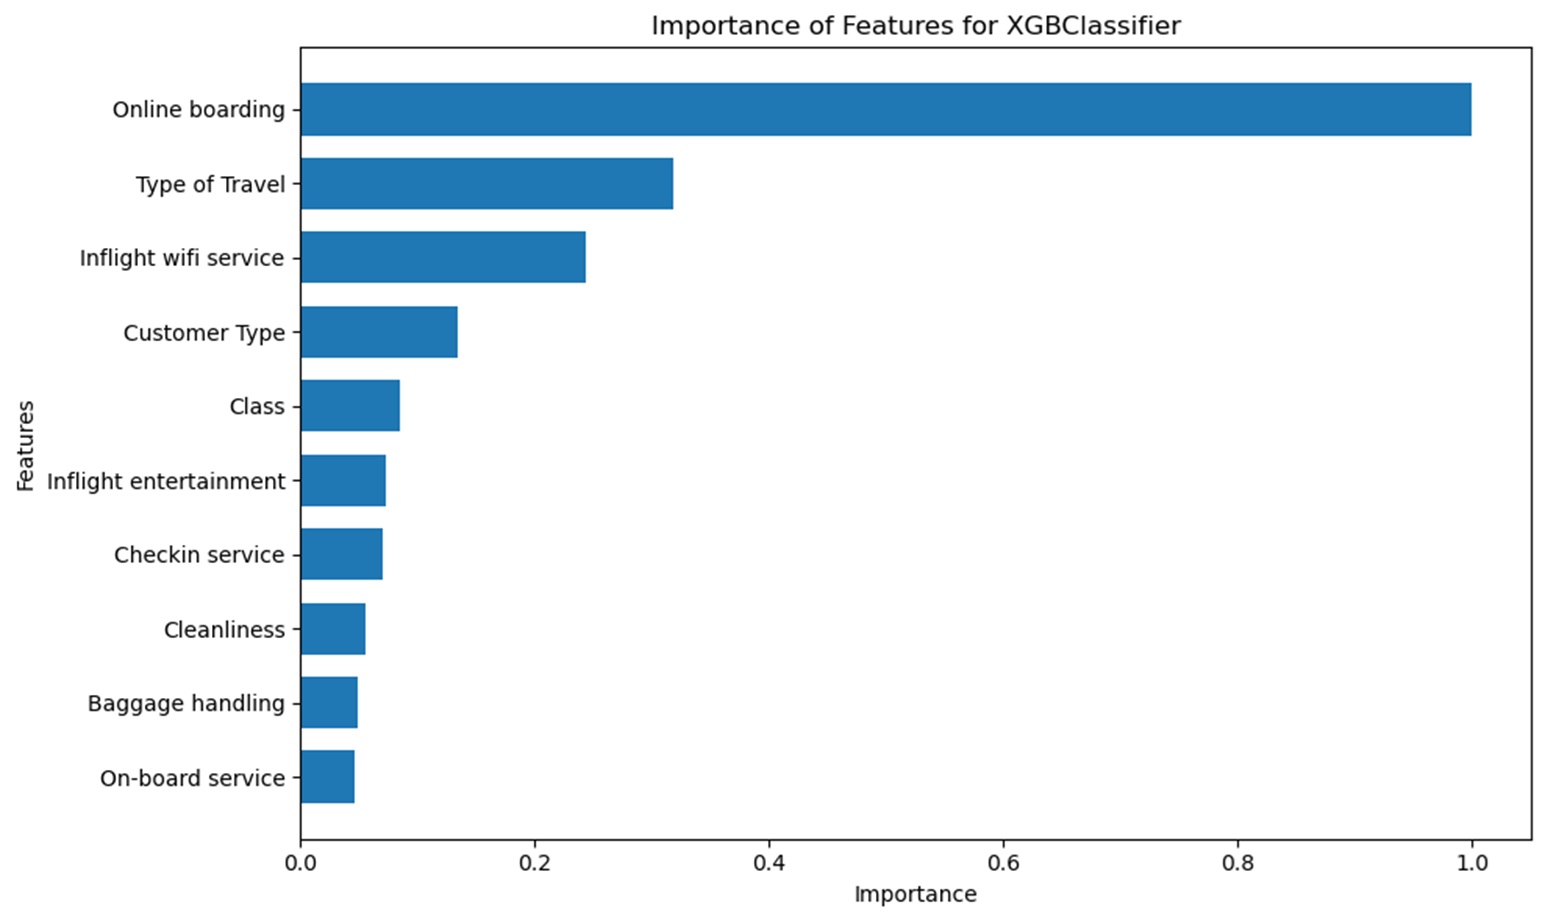 Importance of Features for XGBClassifier
Online boarding
Type of Travel
Inflight wifi service
Customer Type
Class
Inflight entertainment
Checkin service
Cleanliness
Baggage handling
On-board service
Features
0.0 0.2 0.4 0.6 0.8 1.0
Importance